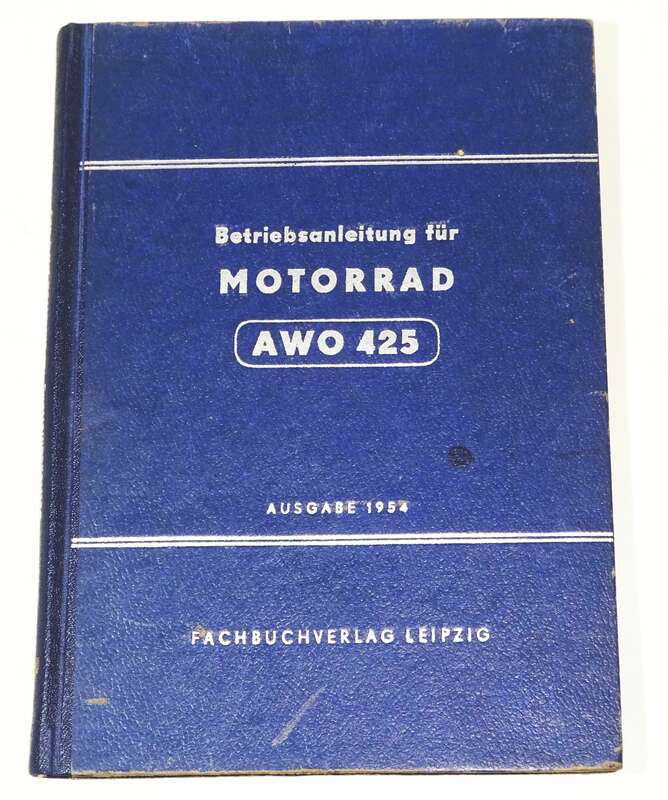 Betriebsanleitung für
MOTORRAD
AWO 425
AUSGABE 1954
FACHBUCHVERLAG LEIPZIG